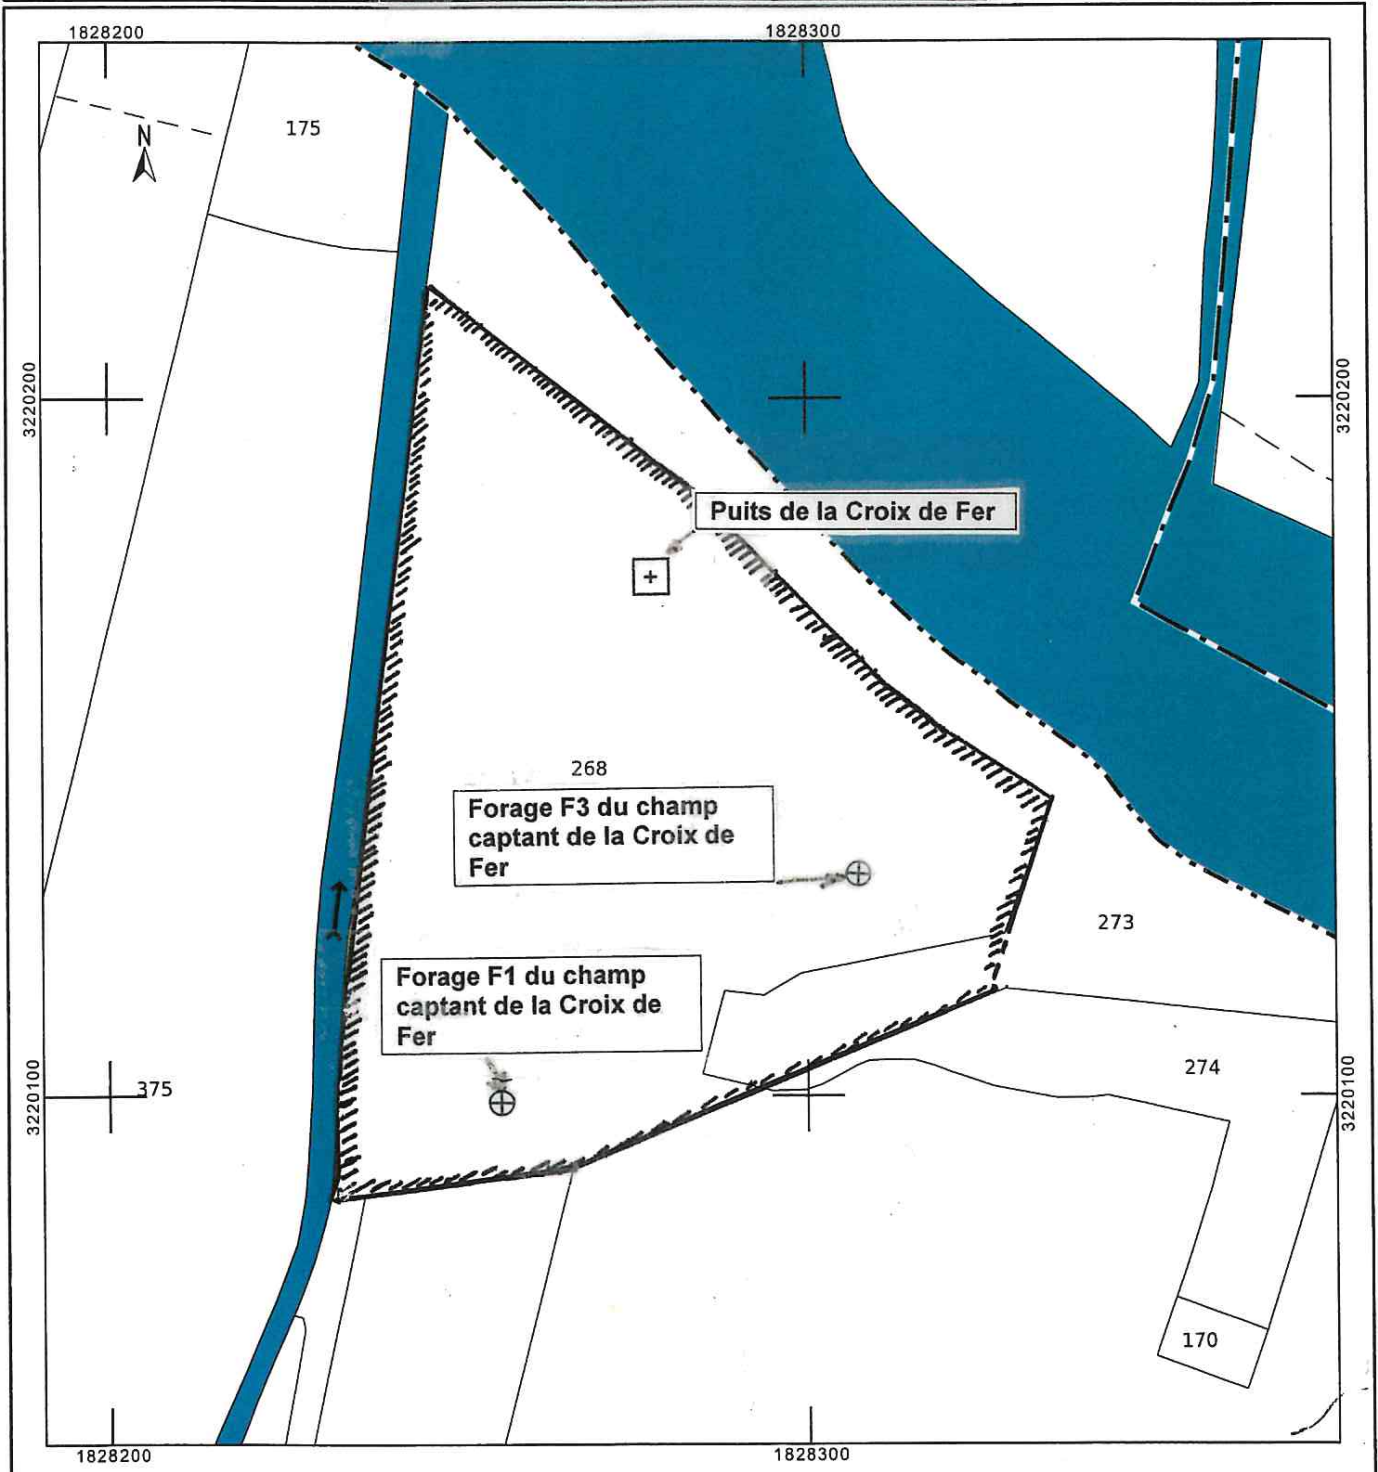 1828200
1828300
175
N
3220200
3220200
Puits de la Croix de Fer
268
Forage F3 du champ
captant de la Croix de
Fer
273
Forage F1 du champ
captant de la Croix de
Fer
3220100
375
274
3220100
170
1828200
1828300